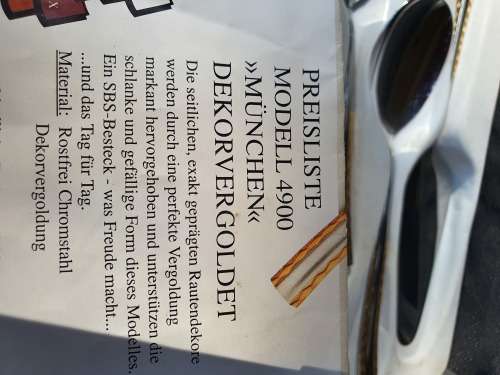 PREISLISTE
MODELL 4900
»MÜNCHEN«
DEKORVERGOLDET
Die seitlichen, exakt geprägten Rautendekore
werden durch eine perfekte Vergoldung
markant hervorgehoben und unterstützen die
schlanke und gefällige Form dieses Modelles.
Ein SBS-Besteck - was Freude macht...
...und das Tag für Tag.
Material: Rostfrei Chromstahl
Dekorvergoldung